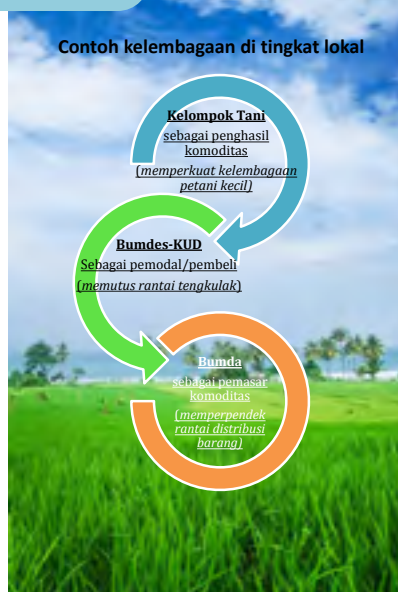 Contoh kelembagaan di tingkat lokal
Kelompok Tani
sebagai penghasil
komoditas
(memperkuat kelembagaan
petani kecil)
Bumdes-KUD
Sebagai pemodal/pembeli
(memutus rantai tengkulak)
Bumda
sebagai pemasar
komoditas
(memperpendek
rantai distribusi
barang)